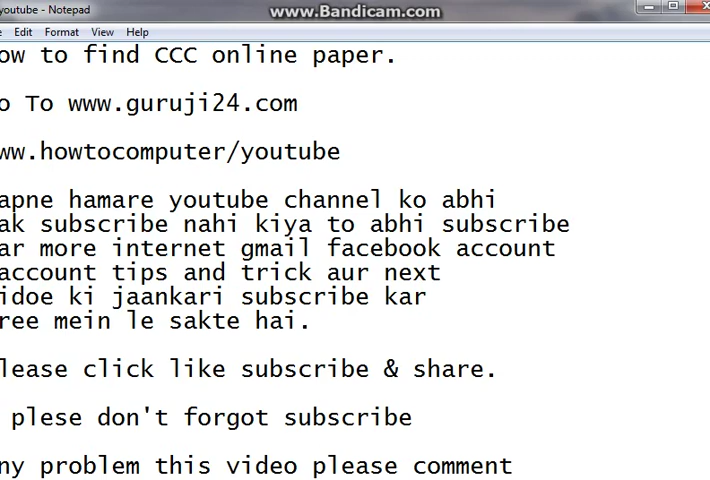 youtube - Notepad
www.Bandicam.com
Edit Format View Help
ow to find CCC online paper.
o To www.guruji24.com
ww.howtocomputer/youtube
apne hamare youtube channel ko abhi
ak subscribe nahi kiya to abhi subscribe
ar more internet gmail facebook account
account tips and trick aur next
idoe ki jaankari subscribe kar
ree mein le sakte hai.
lease click like subscribe & share.
plese don't forgot subscribe
ny problem this video please comment